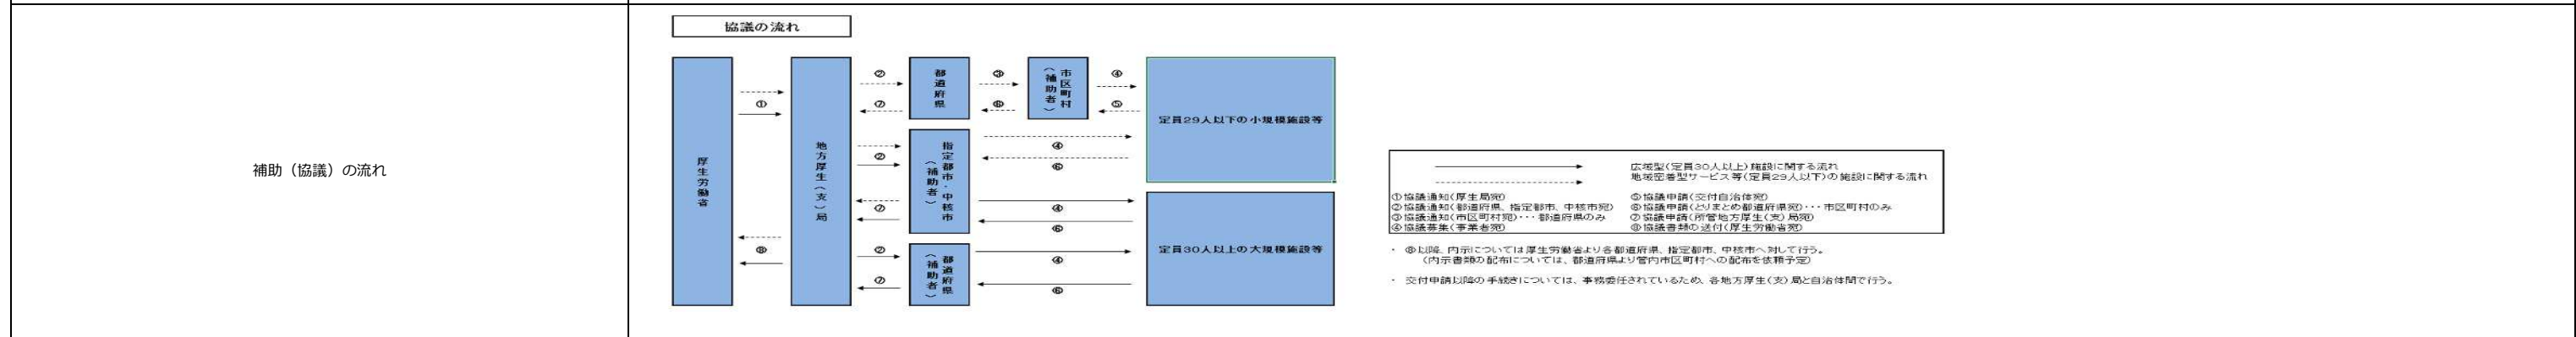 補助（協議）の流れ
協議の流れ
厚生労働省
①
⑧
地方厚生（支）局
②
⑦
都道府県
③
⑥
市区町村
（補助者）
④
⑤
定員29人以下の小規模施設等
②
⑦
指定都市・中核市
（補助者）
④
⑥
④
⑥
定員30人以上の大規模施設等
②
⑦
都道府県
（補助者）
④
⑥
広域型（定員30人以上）施設に関する流れ
地域密着型サービス等（定員29人以下）の施設に関する流れ
①協議通知（厚生局宛）
②協議通知（都道府県、指定都市、中核市宛）
③協議通知（市区町村宛）・・・都道府県のみ
④協議募集（事業者宛）
⑤協議申請（交付自治体宛）
⑥協議申請（とりまとめ都道府県宛）・・・市区町村のみ
⑦協議申請（所管地方厚生（支）局宛）
⑧協議書類の送付（厚生労働省宛）
・ ⑧以降、内示については厚生労働省より各都道府県、指定都市、中核市へ対して行う。
（内示書類の配布については、都道府県より管内市区町村への配布を依頼予定）
・ 交付申請以降の手続きについては、事務委任されているため、各地方厚生（支）局と自治体間で行う。